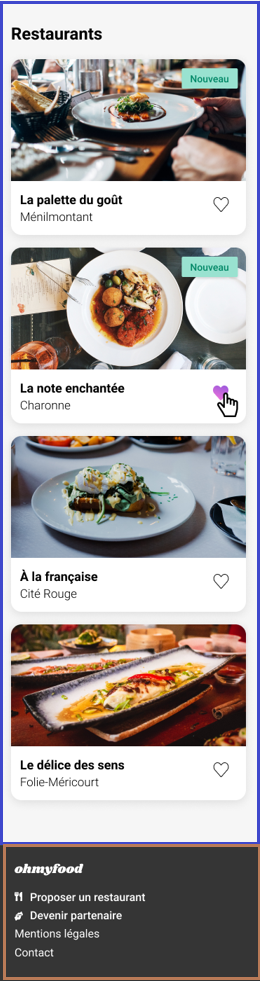 Restaurants
Nouveau
La palette du goût
Ménilmontant
Nouveau
La note enchantée
Charonne
À la française
Cité Rouge
Le délice des sens
Folie-Méricourt
ohmyfood
Proposer un restaurant
Devenir partenaire
Mentions légales
Contact